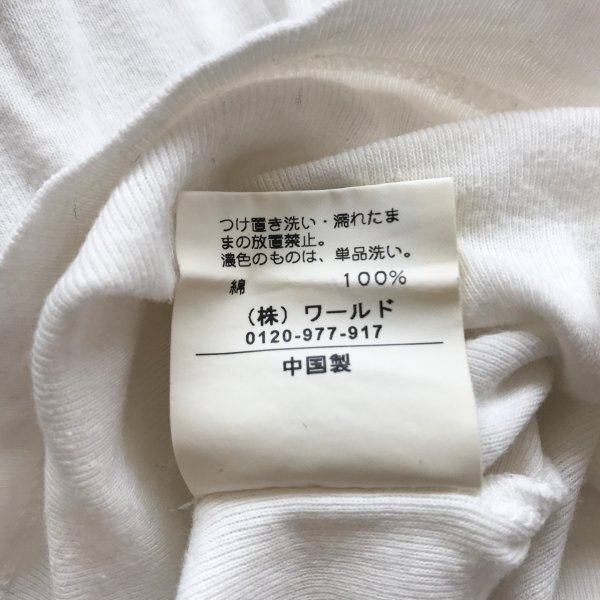 つけ置き洗い・濡れたま
まの放置禁止。
濃色のものは、単品洗い。
綿 100%
(株)ワールド
0120-977-917
中国製